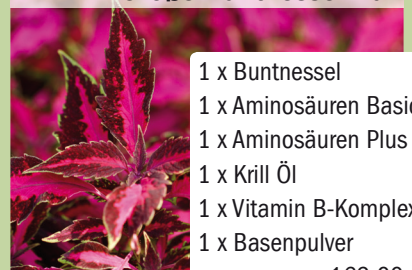 1 x Buntnessel
1 x Aminosäuren Basic
1 x Aminosäuren Plus
1 x Krill Öl
1 x Vitamin B-Komplex
1 x Basenpulver